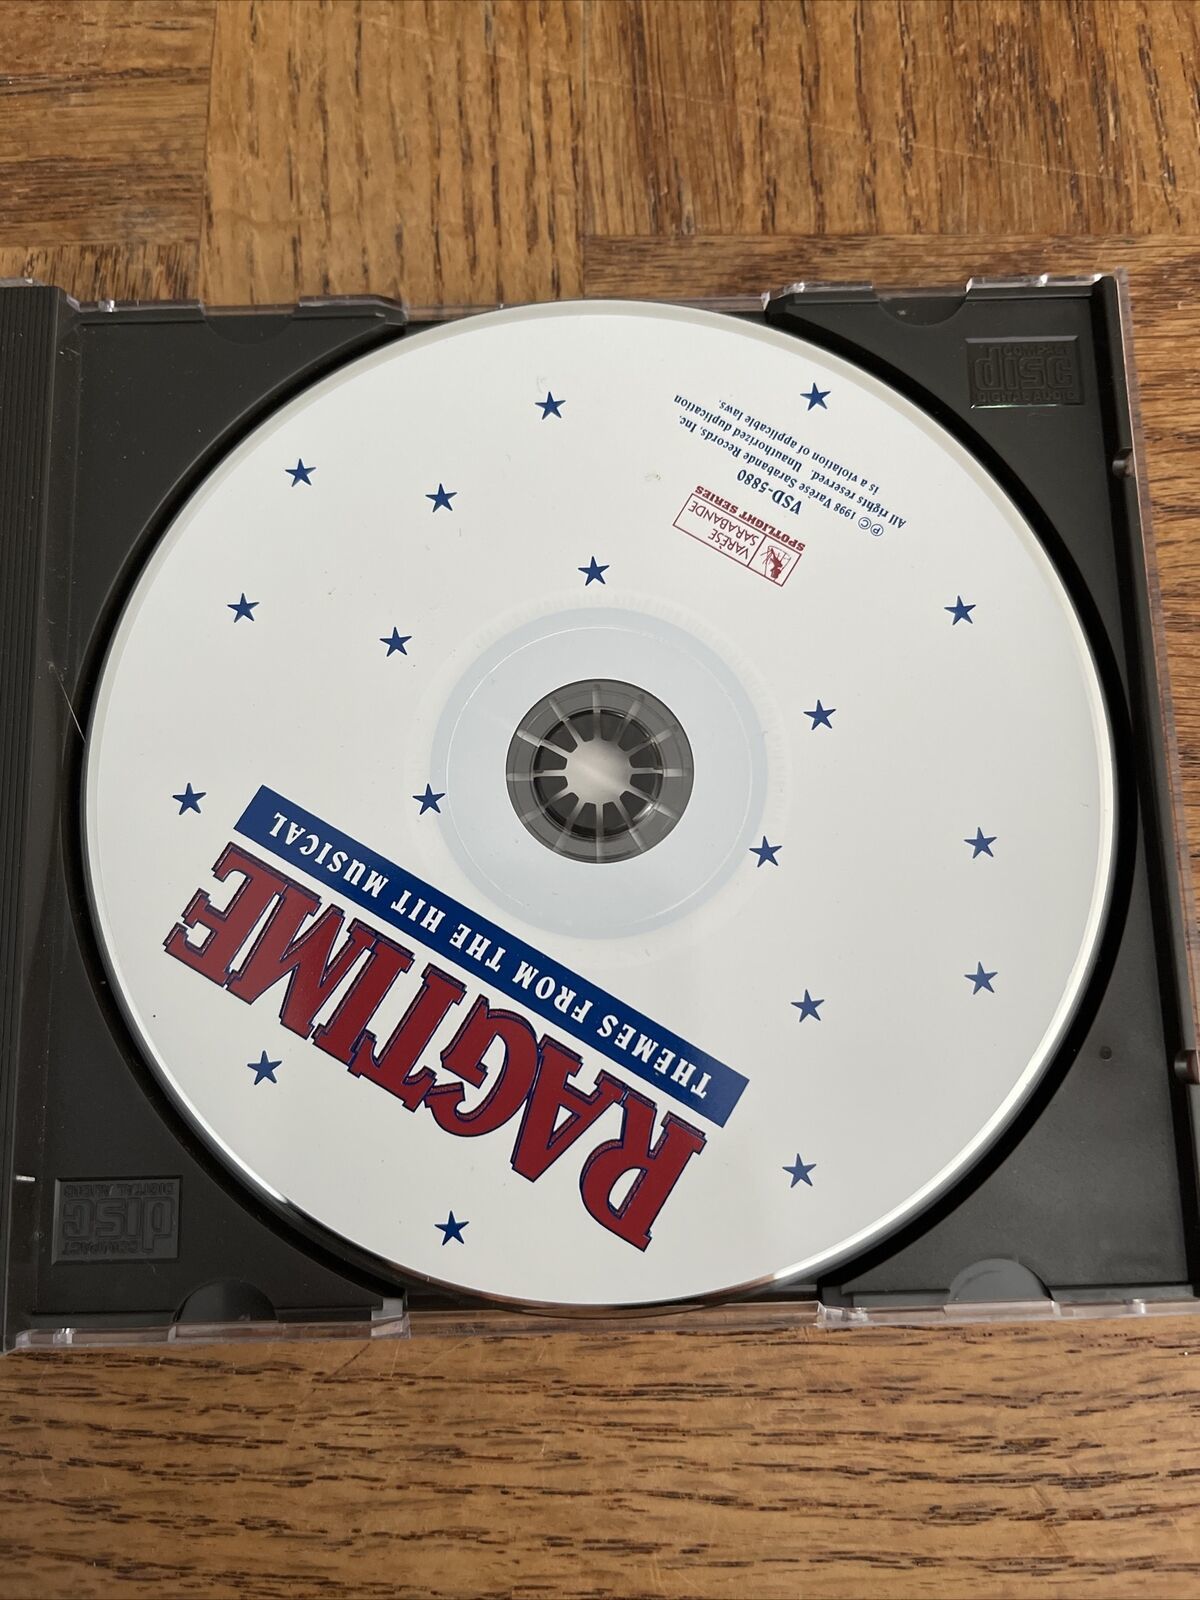 RAGTIME
THEMES FROM THE HIT MUSICAL
VARÈSE
SARABANDE
SPOTLIGHT SERIES
VSD-5880
℗© 1998 Varèse Sarabande Records, Inc.
All rights reserved. Unauthorized duplication
is a violation of applicable laws.
COMPACT
disc
DIGITAL AUDIO
COMPACT
disc
DIGITAL AUDIO